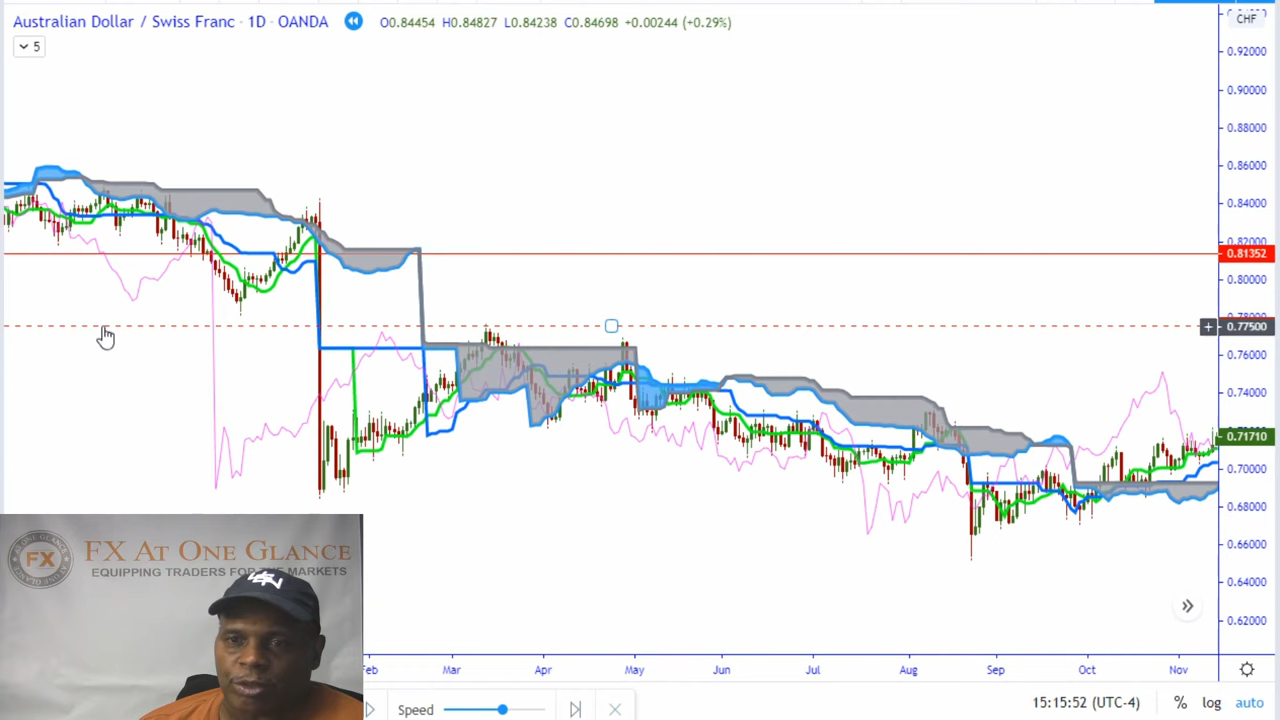 Australian Dollar / Swiss Franc · 1D · OANDA O0.84454 H0.84827 L0.84238 C0.84698 +0.00244 (+0.29%)
CHF
5
0.92000
0.90000
0.88000
0.86000
0.84000
0.82000
0.81352
0.80000
0.77500
0.76000
0.74000
0.71710
0.70000
0.68000
0.66000
0.64000
0.62000
FX
FX AT ONE GLANCE
EQUIPPING TRADERS FOR THE MARKETS
Feb Mar Apr May Jun Jul Aug Sep Oct Nov
Speed
15:15:52 (UTC-4) % log auto